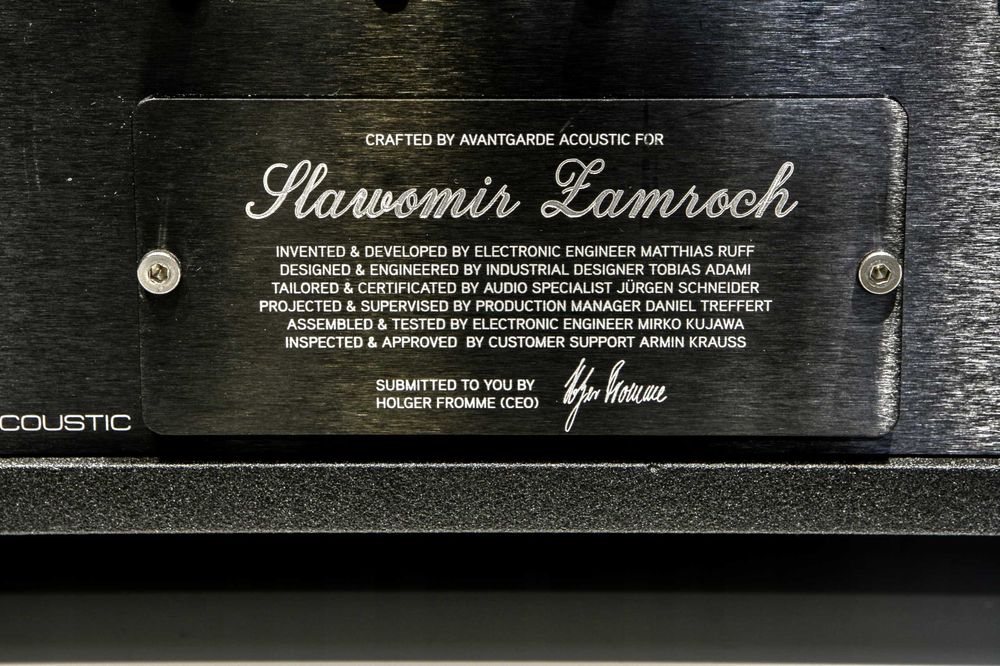 CRAFTED BY AVANTGARDE ACOUSTIC FOR
Slawomir Zamroch
INVENTED & DEVELOPED BY ELECTRONIC ENGINEER MATTHIAS RUFF
DESIGNED & ENGINEERED BY INDUSTRIAL DESIGNER TOBIAS ADAMI
TAILORED & CERTIFICATED BY AUDIO SPECIALIST JÜRGEN SCHNEIDER
PROJECTED & SUPERVISED BY PRODUCTION MANAGER DANIEL TREFFERT
ASSEMBLED & TESTED BY ELECTRONIC ENGINEER MIRKO KUJAWA
INSPECTED & APPROVED BY CUSTOMER SUPPORT ARMIN KRAUSS
SUBMITTED TO YOU BY
HOLGER FROMME (CEO)
Holger Fromme
COUSTIC